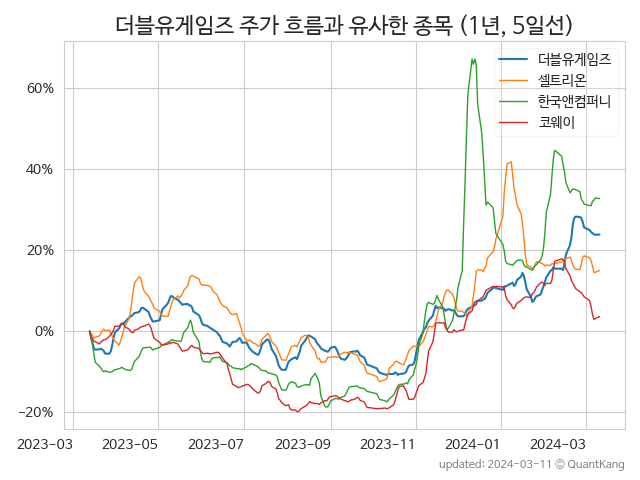 더블유게임즈 주가 흐름과 유사한 종목 (1년, 5일선)
더블유게임즈
셀트리온
한국앤컴퍼니
코웨이
60%
40%
20%
0%
−20%
2023−03
2023−05
2023−07
2023−09
2023−11
2024−01
2024−03
updated: 2024−03−11 © QuantKang